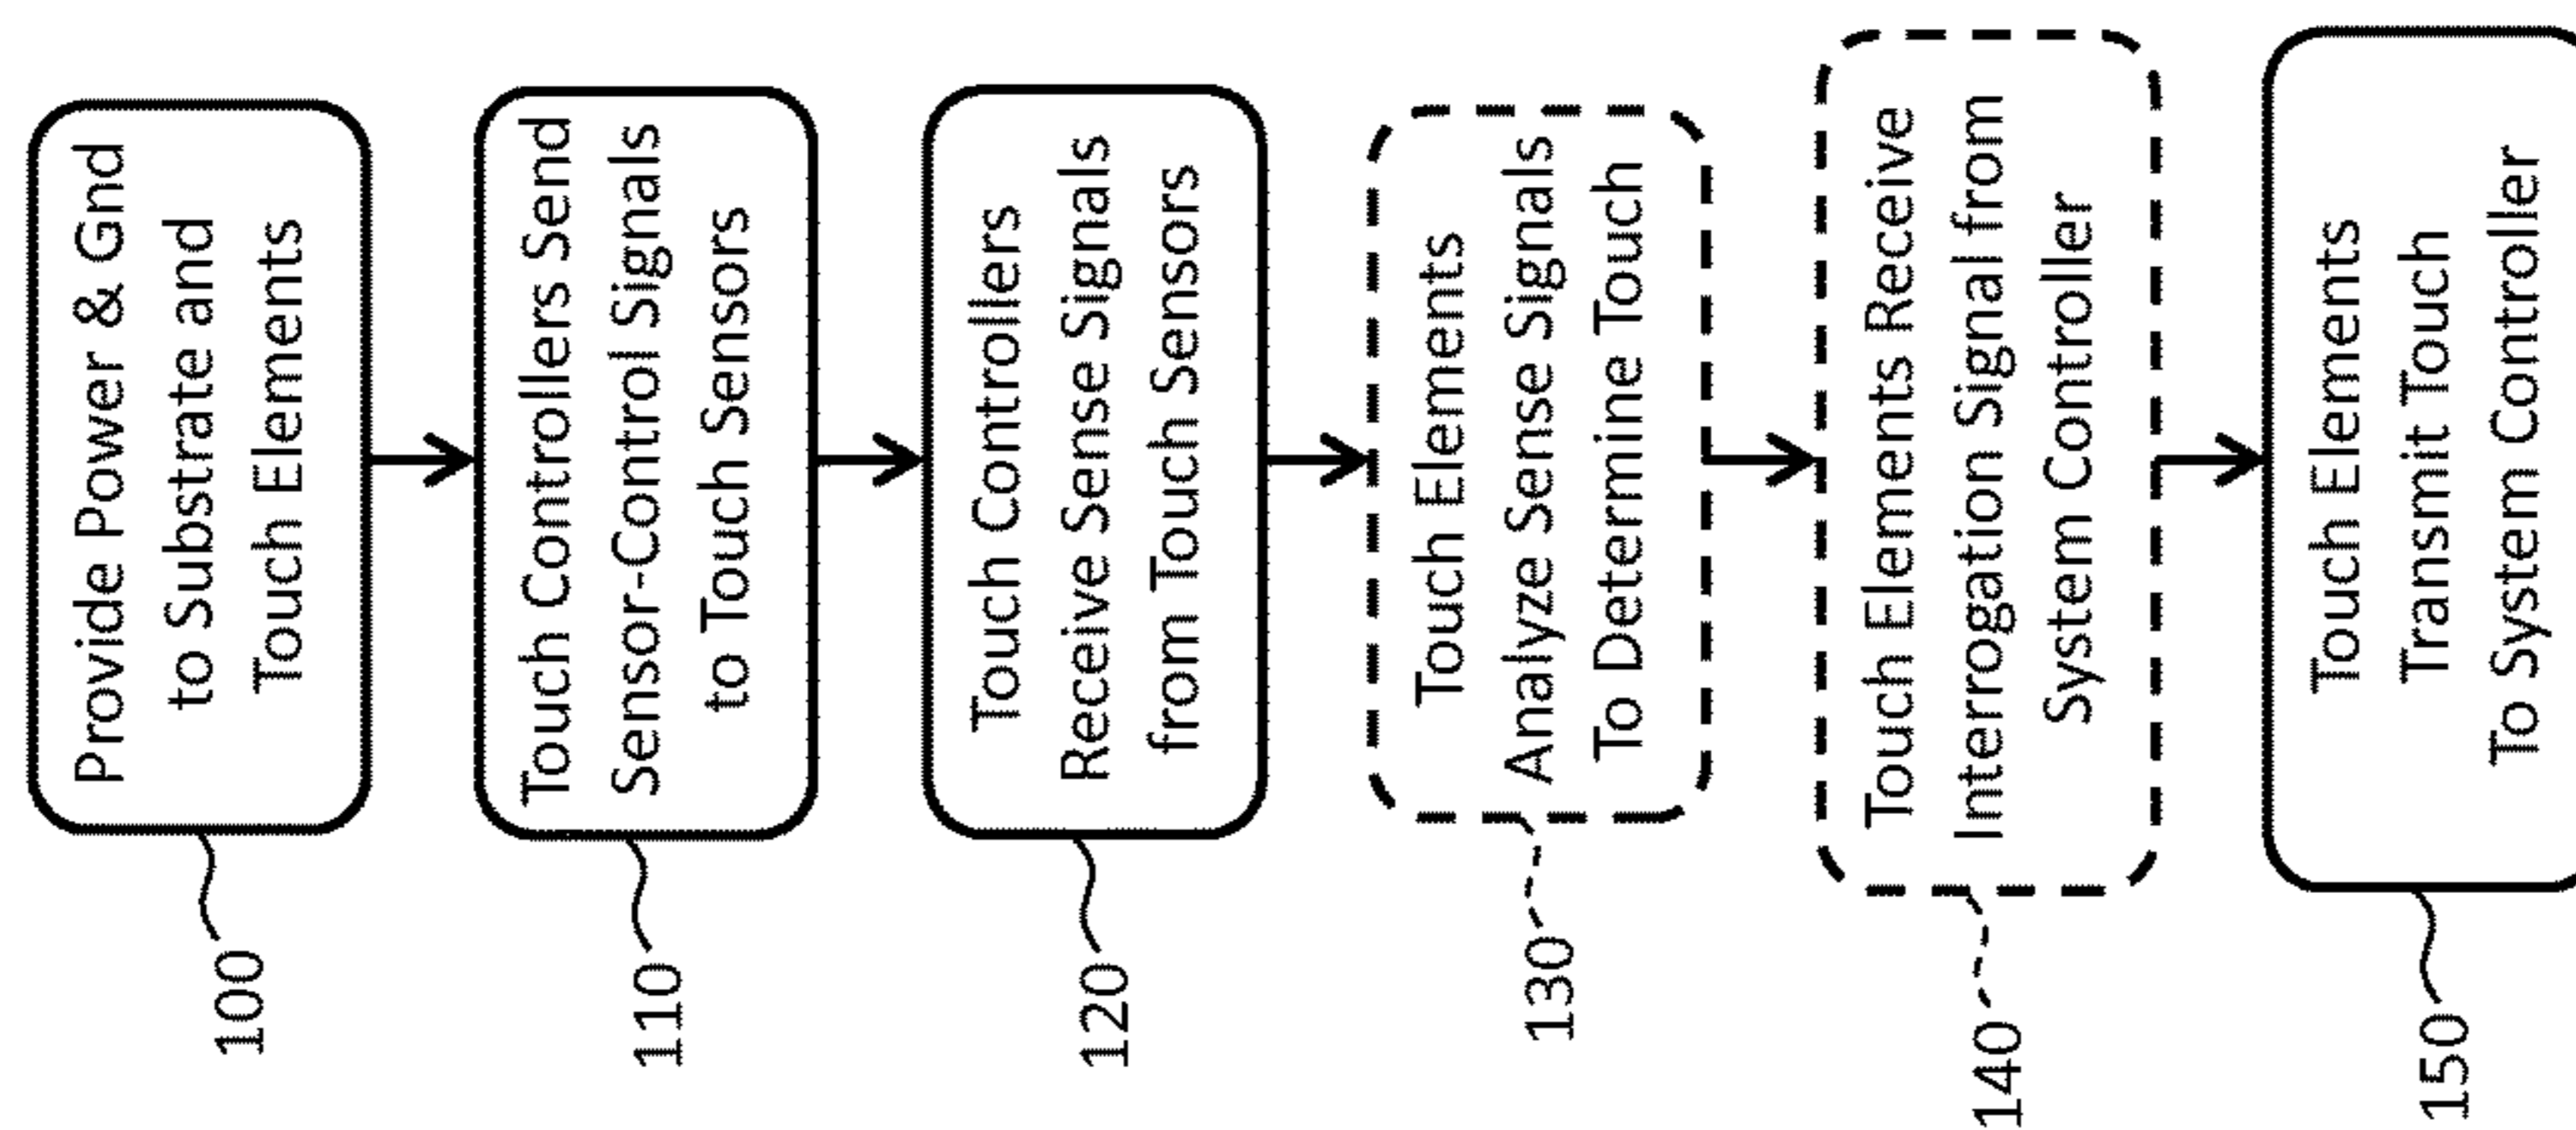 Provide Power & Gnd
to Substrate and
Touch Elements
100
Touch Controllers Send
Sensor-Control Signals
to Touch Sensors
110
Touch Controllers
Receive Sense Signals
from Touch Sensors
120
Touch Elements
Analyze Sense Signals
To Determine Touch
130
Touch Elements Receive
Interrogation Signal from
System Controller
140
Touch Elements
Transmit Touch
To System Controller
150